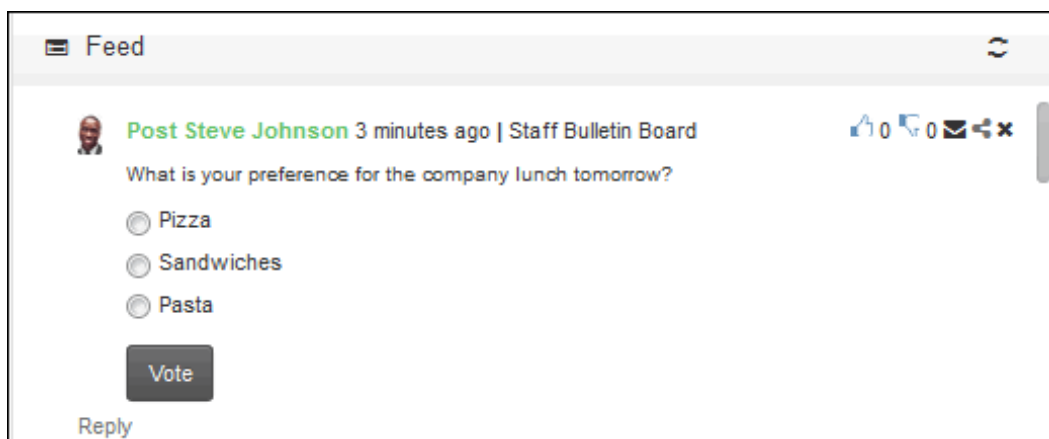 Feed
Post Steve Johnson 3 minutes ago | Staff Bulletin Board 0 0
What is your preference for the company lunch tomorrow?
Pizza
Sandwiches
Pasta
Vote
Reply